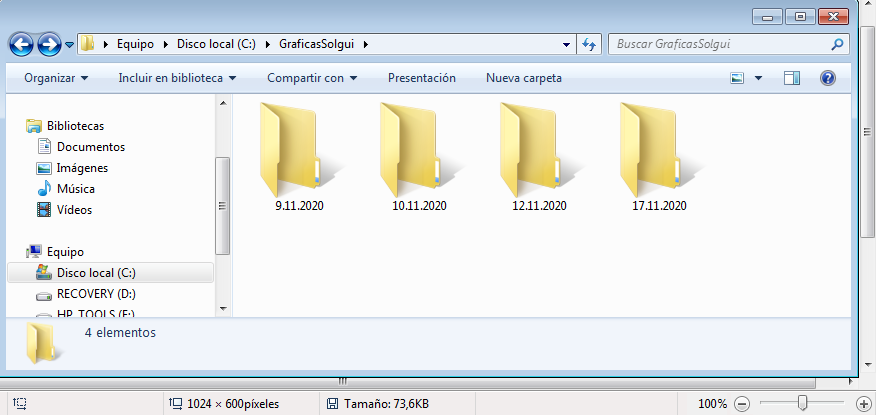 Equipo Disco local (C:) GraficasSolgui
Buscar GraficasSolgui
Organizar Incluir en biblioteca Compartir con Presentación Nueva carpeta
Bibliotecas
Documentos
Imágenes
Música
Vídeos
Equipo
Disco local (C:)
RECOVERY (D:)
HP_TOOLS (E:)
9.11.2020
10.11.2020
12.11.2020
17.11.2020
4 elementos
1024 × 600píxeles
Tamaño: 73,6KB
100%